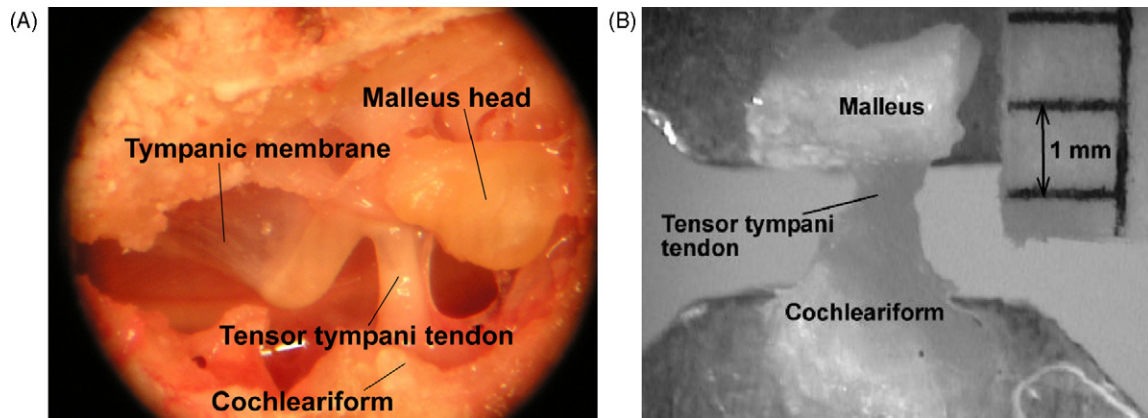 (A)
Malleus head
Tympanic membrane
Tensor tympani tendon
Cochleariform
(B)
Malleus
1 mm
Tensor tympani
tendon
Cochleariform